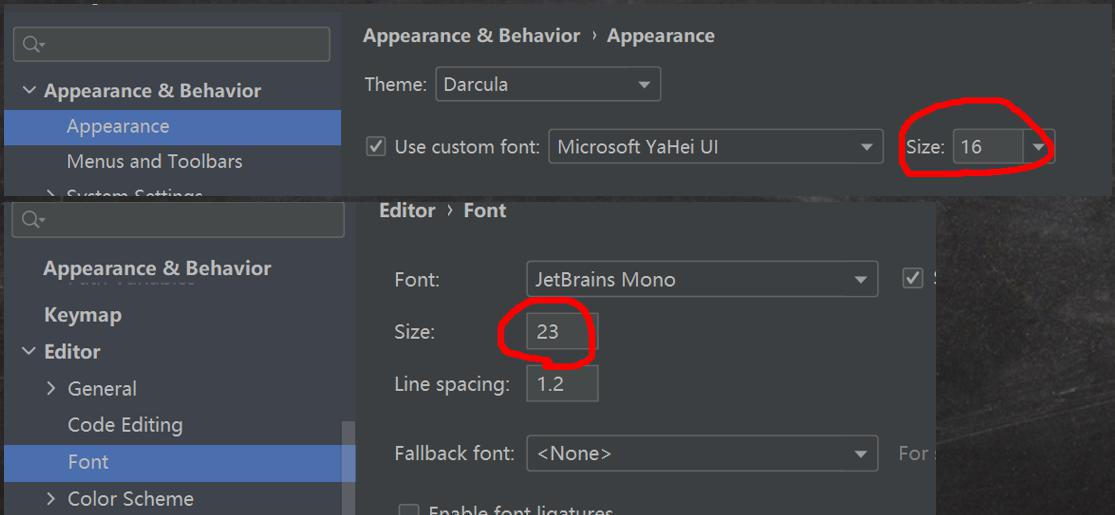 Appearance & Behavior › Appearance
Appearance & Behavior
Theme: Darcula
Appearance
Use custom font: Microsoft YaHei UI Size: 16
Menus and Toolbars
System Settings
Editor › Font
Appearance & Behavior
Font: JetBrains Mono
Keymap
Size: 23
Editor
General
Line spacing: 1.2
Code Editing
Font
Fallback font: <None> For
Color Scheme
Enable font ligatures